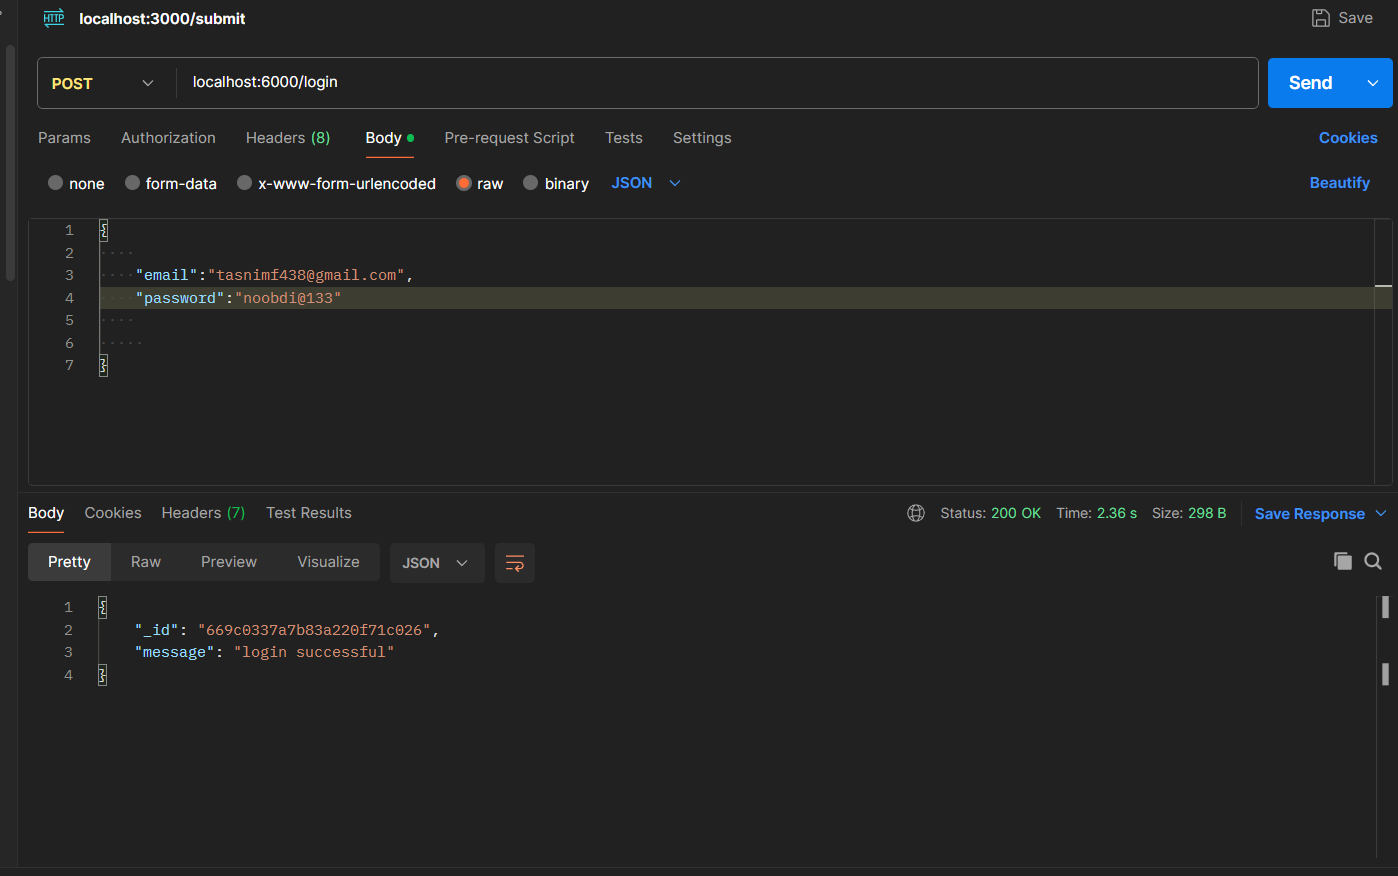 HTTP localhost:3000/submit Save
POST localhost:6000/login Send
Params Authorization Headers (8) Body Pre-request Script Tests Settings Cookies
none form-data x-www-form-urlencoded raw binary JSON Beautify
1 {
2
3 "email":"tasnimf438@gmail.com",
4 "password":"noobdi@133"
5
6
7 }
Body Cookies Headers (7) Test Results Status: 200 OK Time: 2.36 s Size: 298 B Save Response
Pretty Raw Preview Visualize JSON
1 {
2 "_id": "669c0337a7b83a220f71c026",
3 "message": "login successful"
4 }